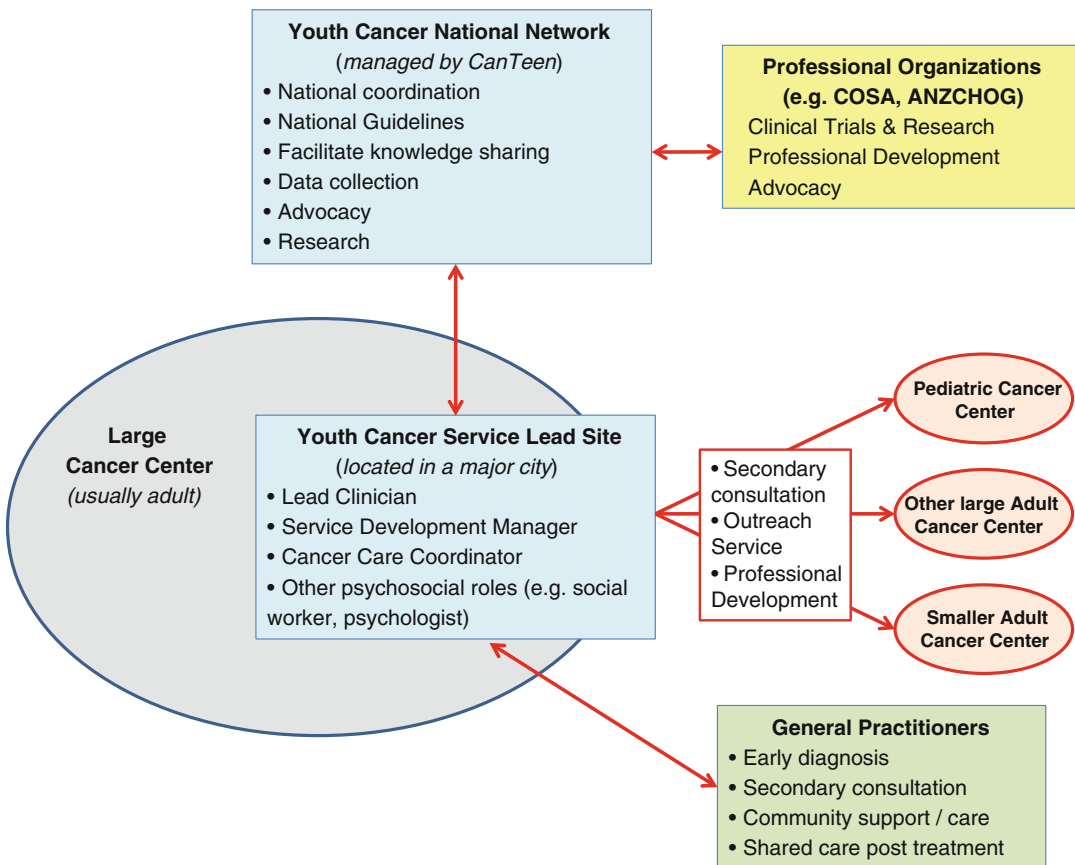 Youth Cancer National Network
(managed by CanTeen)
• National coordination
• National Guidelines
• Facilitate knowledge sharing
• Data collection
• Advocacy
• Research
Professional Organizations
(e.g. COSA, ANZCHOG)
Clinical Trials & Research
Professional Development
Advocacy
Large
Cancer Center
(usually adult)
Youth Cancer Service Lead Site
(located in a major city)
• Lead Clinician
• Service Development Manager
• Cancer Care Coordinator
• Other psychosocial roles (e.g. social
worker, psychologist)
• Secondary
consultation
• Outreach
Service
• Professional
Development
Pediatric Cancer
Center
Other large Adult
Cancer Center
Smaller Adult
Cancer Center
General Practitioners
• Early diagnosis
• Secondary consultation
• Community support / care
• Shared care post treatment